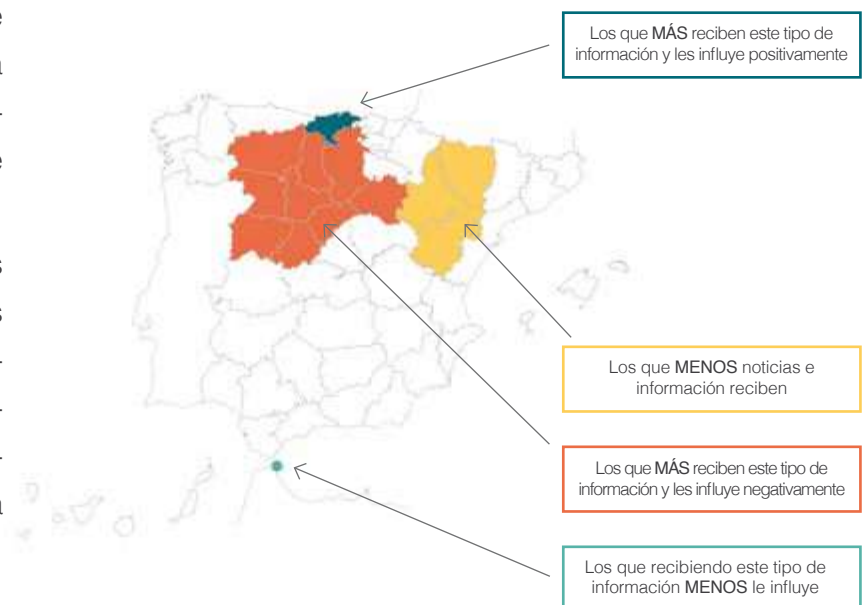 Los que MÁS reciben este tipo de
información y les influye positivamente
Los que MENOS noticias e
información reciben
Los que MÁS reciben este tipo de
información y les influye negativamente
Los que recibiendo este tipo de
información MENOS le influye